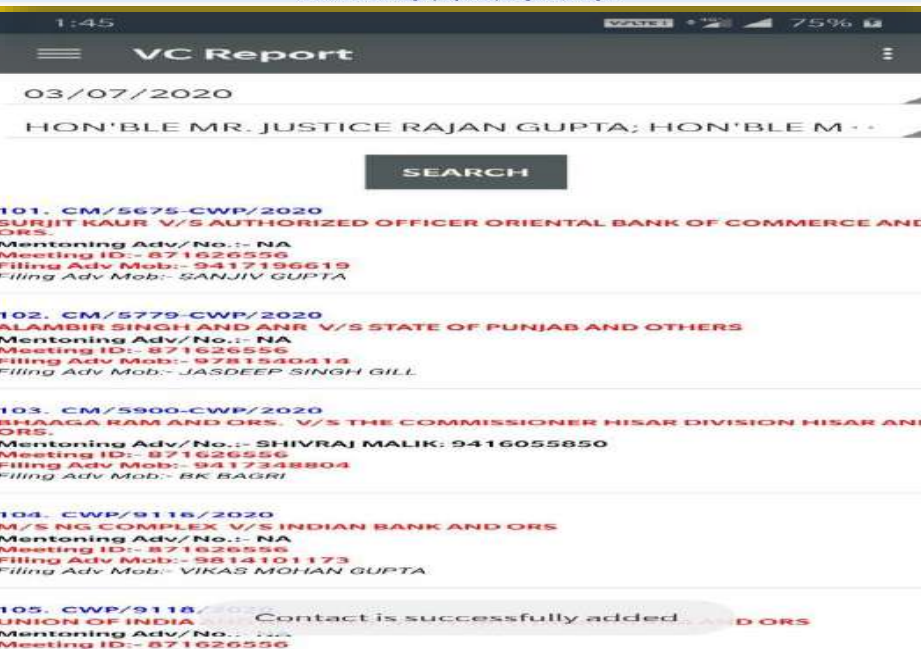 1:45
75%
VC Report
03/07/2020
HON'BLE MR. JUSTICE RAJAN GUPTA; HON'BLE M
SEARCH
101. CM/5675-CWP/2020
SURJIT KAUR V/S AUTHORIZED OFFICER ORIENTAL BANK OF COMMERCE AND
ORS.
Mentoning Adv/No.:- NA
Meeting ID:- 871626556
Filing Adv Mob:- 9417196619
Filing Adv Mob:- SANJIV GUPTA
102. CM/5779-CWP/2020
ALAMBIR SINGH AND ANR V/S STATE OF PUNJAB AND OTHERS
Mentoning Adv/No.:- NA
Meeting ID:- 871626556
Filing Adv Mob:- 9781540414
Filing Adv Mob:- JASDEEP SINGH GILL
103. CM/5900-CWP/2020
BHAAGA RAM AND ORS. V/S THE COMMISSIONER HISAR DIVISION HISAR AND
ORS.
Mentoning Adv/No.:- SHIVRAJ MALIK: 9416055850
Meeting ID:- 871626556
Filing Adv Mob:- 9417348804
Filing Adv Mob:- BK BAGRI
104. CWP/9116/2020
M/S NG COMPLEX V/S INDIAN BANK AND ORS
Mentoning Adv/No.:- NA
Meeting ID:- 871626556
Filing Adv Mob:- 9814101173
Filing Adv Mob:- VIKAS MOHAN GUPTA
105. CWP/9118/
UNION OF INDIA
Contact is successfully added
D ORS
Mentoning Adv/No.:-
Meeting ID:- 871626556